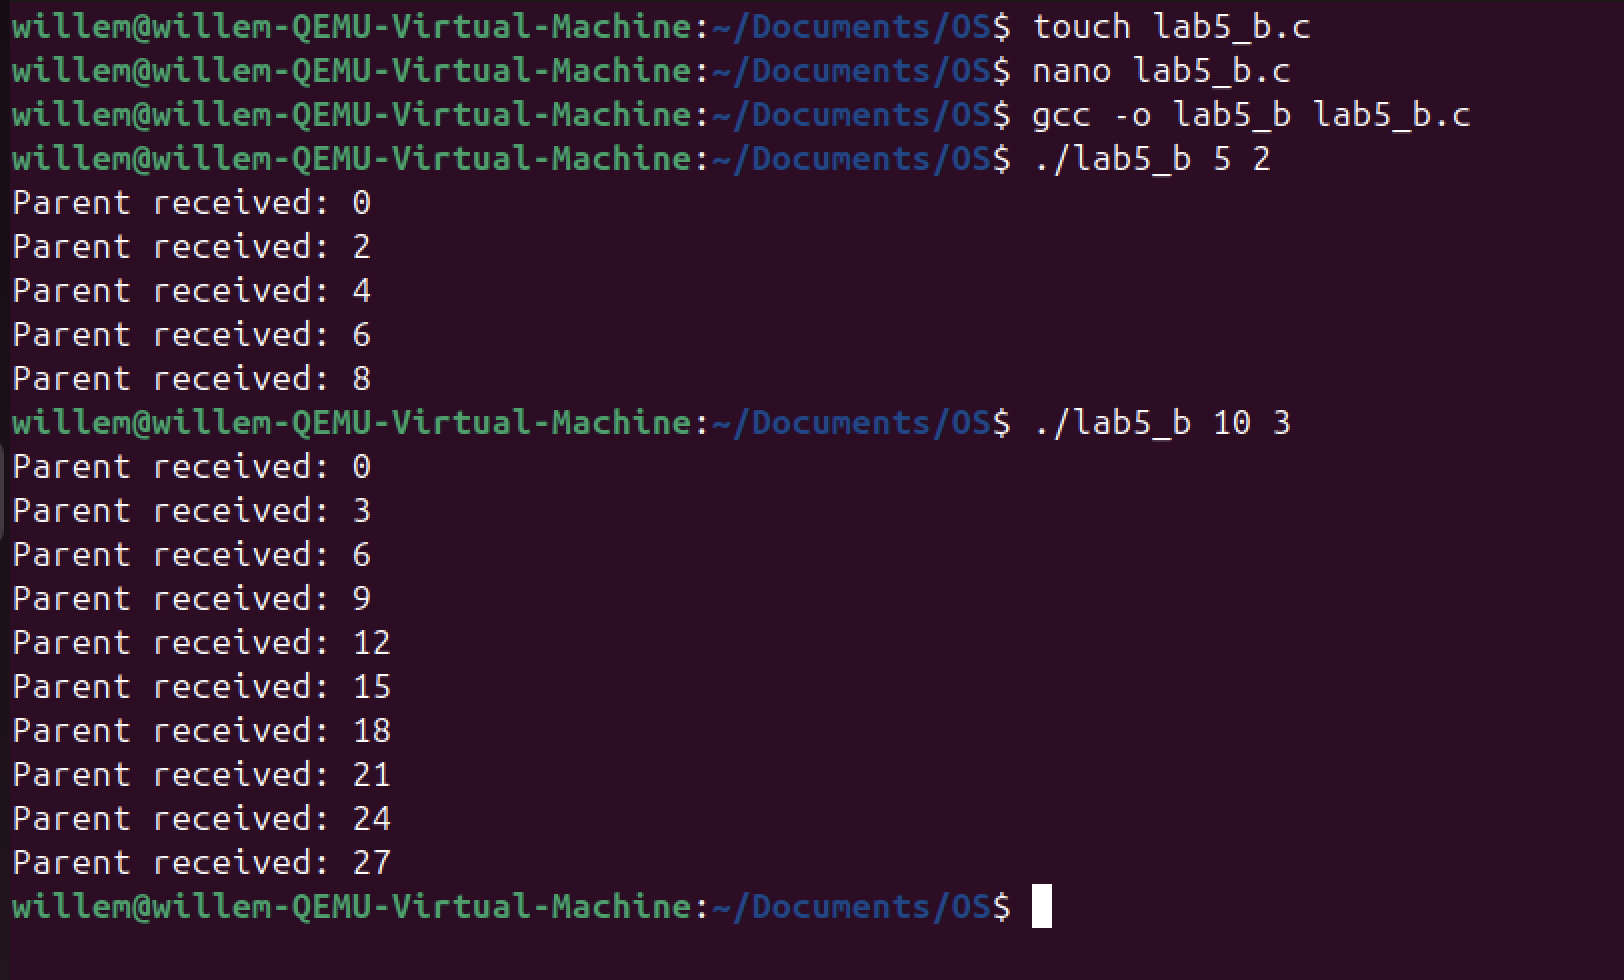 willem@willem-QEMU-Virtual-Machine:~/Documents/OS$ touch lab5_b.c
willem@willem-QEMU-Virtual-Machine:~/Documents/OS$ nano lab5_b.c
willem@willem-QEMU-Virtual-Machine:~/Documents/OS$ gcc -o lab5_b lab5_b.c
willem@willem-QEMU-Virtual-Machine:~/Documents/OS$ ./lab5_b 5 2
Parent received: 0
Parent received: 2
Parent received: 4
Parent received: 6
Parent received: 8
willem@willem-QEMU-Virtual-Machine:~/Documents/OS$ ./lab5_b 10 3
Parent received: 0
Parent received: 3
Parent received: 6
Parent received: 9
Parent received: 12
Parent received: 15
Parent received: 18
Parent received: 21
Parent received: 24
Parent received: 27
willem@willem-QEMU-Virtual-Machine:~/Documents/OS$